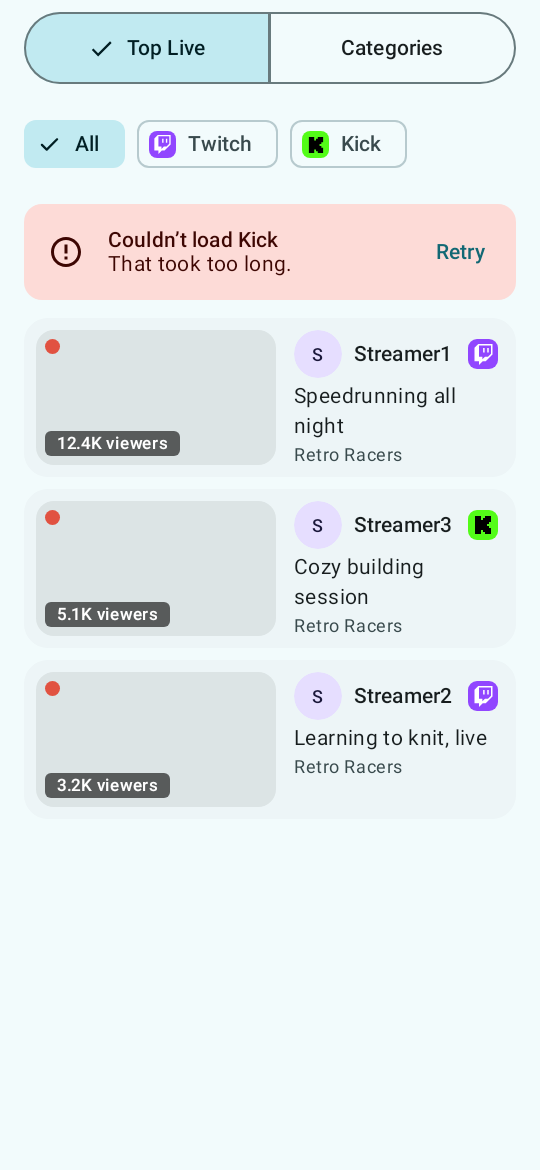 Top Live
Categories
All
Twitch
Kick
Couldn’t load Kick
That took too long.
Retry
S
Streamer1
Speedrunning all
night
Retro Racers
12.4K viewers
S
Streamer3
Cozy building
session
Retro Racers
5.1K viewers
S
Streamer2
Learning to knit, live
Retro Racers
3.2K viewers